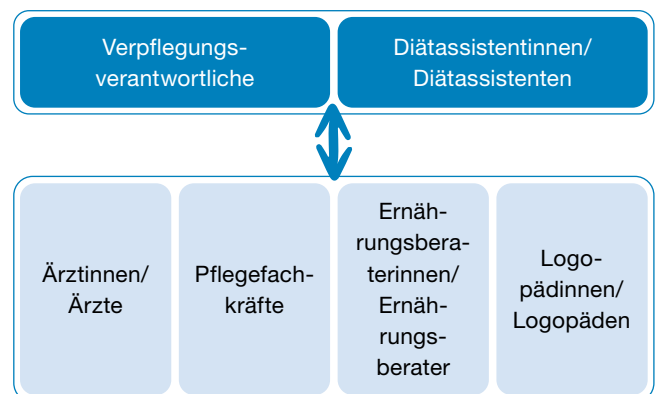 Verpflegungs-
verantwortliche
Diätassistentinnen/
Diätassistenten
Ärztinnen/
Ärzte
Pflegefach-
kräfte
Ernäh-
rungsbera-
terinnen/
Ernäh-
rungs-
berater
Logo-
pädinnen/
Logopäden